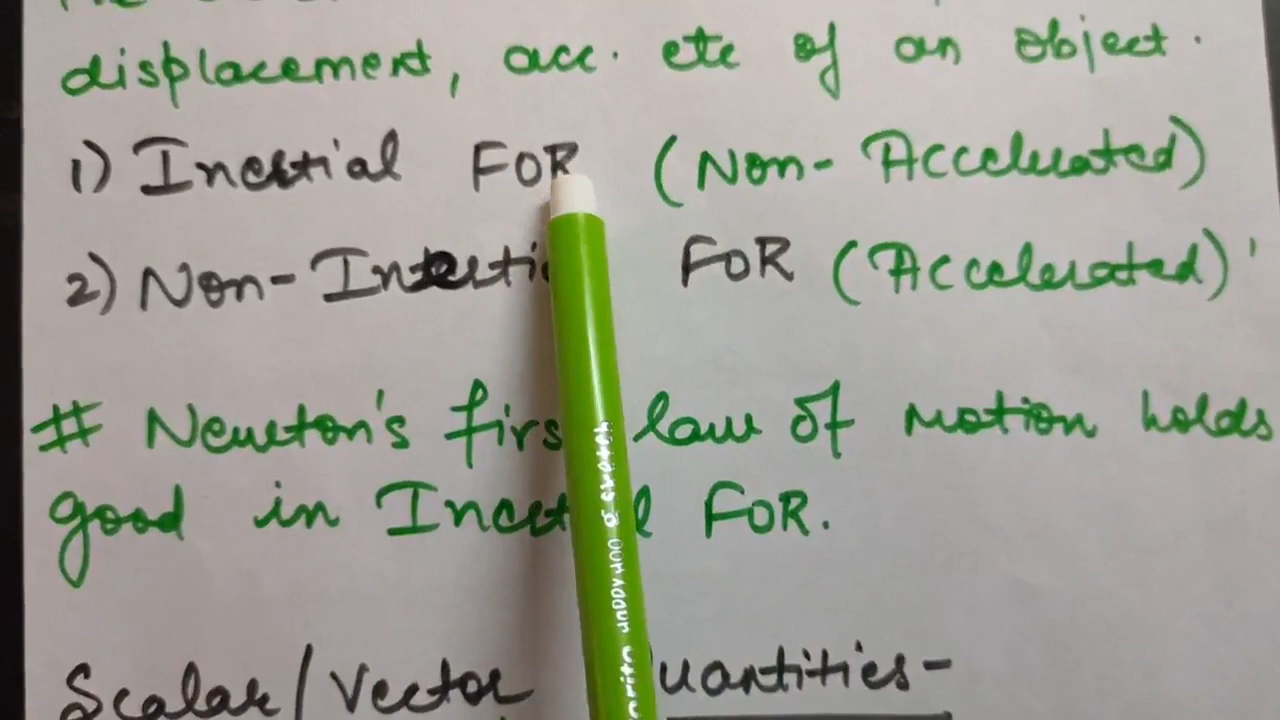 displacement, acc. etc of an object.
1) Inertial FOR (Non-Accelerated)
2) Non-Inerti FOR (Accelerated)
# Newton's firs law of motion holds
good in Inert l FOR.
Scalar/Vector uantities-